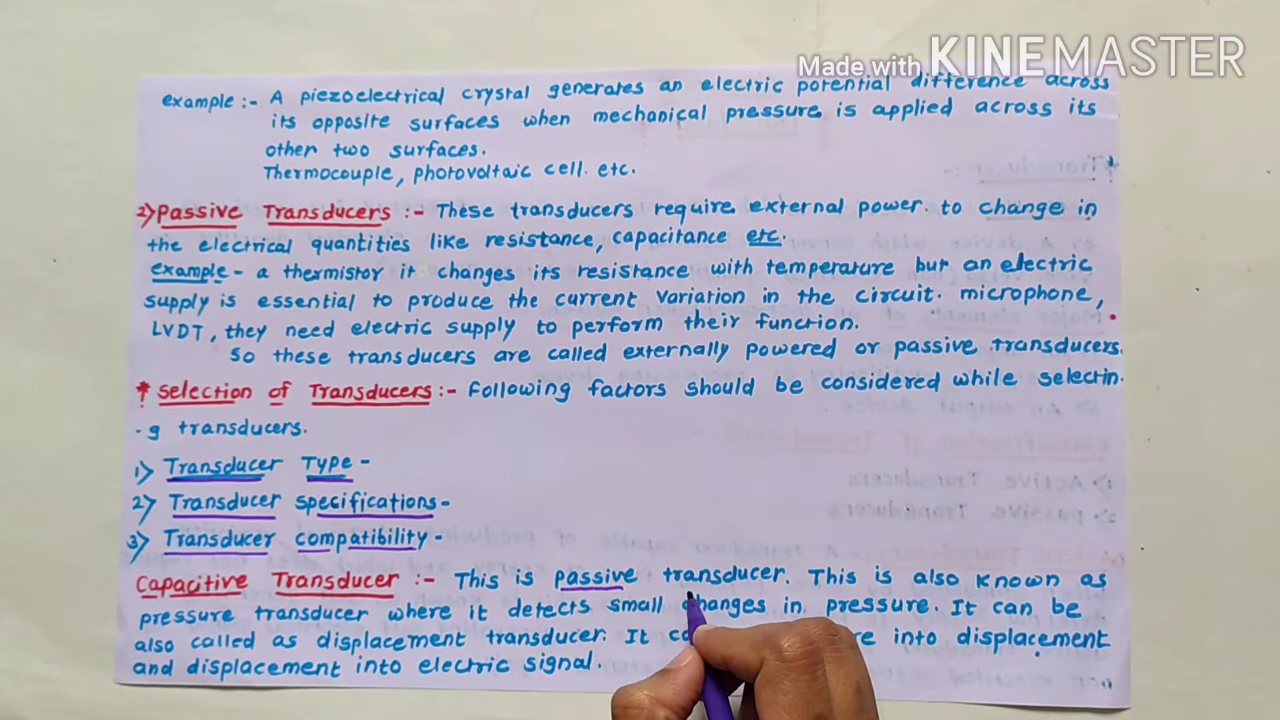 Made with KINEMASTER
example :- A piezoelectrical crystal generates an electric potential difference across
its opposite surfaces when mechanical pressure is applied across its
other two surfaces.
Thermocouple, photovoltaic cell. etc.
2) Passive Transducers :- These transducers require external power to change in
the electrical quantities like resistance, capacitance etc.
example - a thermistor it changes its resistance with temperature but an electric
supply is essential to produce the current variation in the circuit. microphone,
LVDT, they need electric supply to perform their function.
So these transducers are called externally powered or passive transducers.
* Selection of Transducers :- Following factors should be considered while selectin
-g transducers.
1) Transducer Type -
2) Transducer specifications -
3) Transducer compatibility -
Capacitive Transducer :- This is passive transducer. This is also known as
pressure transducer where it detects small changes in pressure. It can be
also called as displacement transducer. It into displacement
and displacement into electric signal.